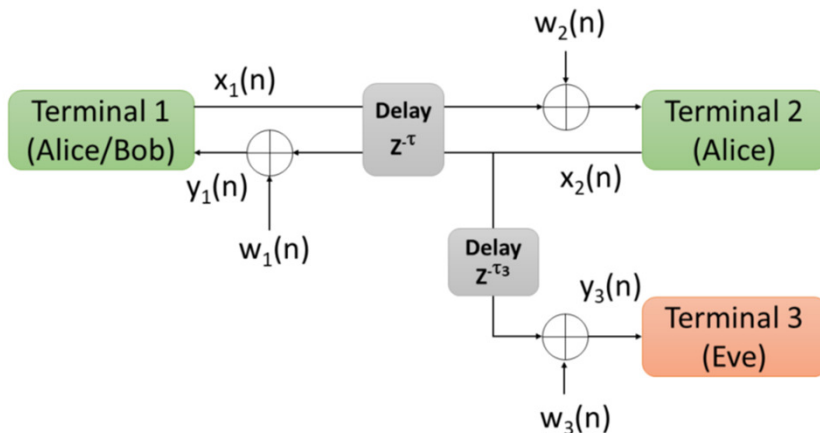 w₂(n)
x₁(n)
Terminal 1
(Alice/Bob)
Delay
z⁻τ
Terminal 2
(Alice)
y₁(n)
x₂(n)
w₁(n)
Delay
z⁻τ₃
y₃(n)
Terminal 3
(Eve)
w₃(n)